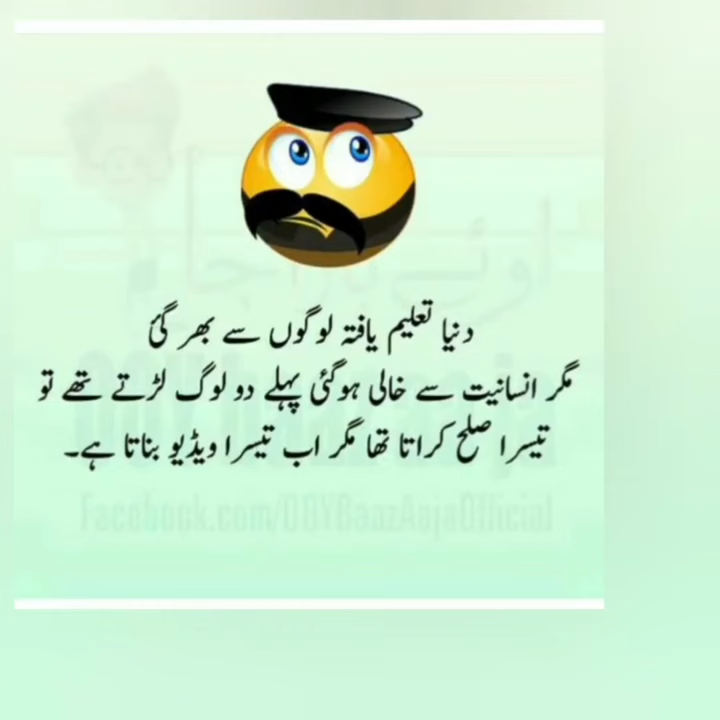 دنیا تعلیم یافتہ لوگوں سے بھر گئ
مگر انسانیت سے خالی ہوگئی پہلے دو لوگ لڑتے تھے تو
تیسرا صلح کراتا تھا مگر اب تیسرا ویڈیو بناتا ہے۔
Facebook.com/OOYBaazAajaOfficial